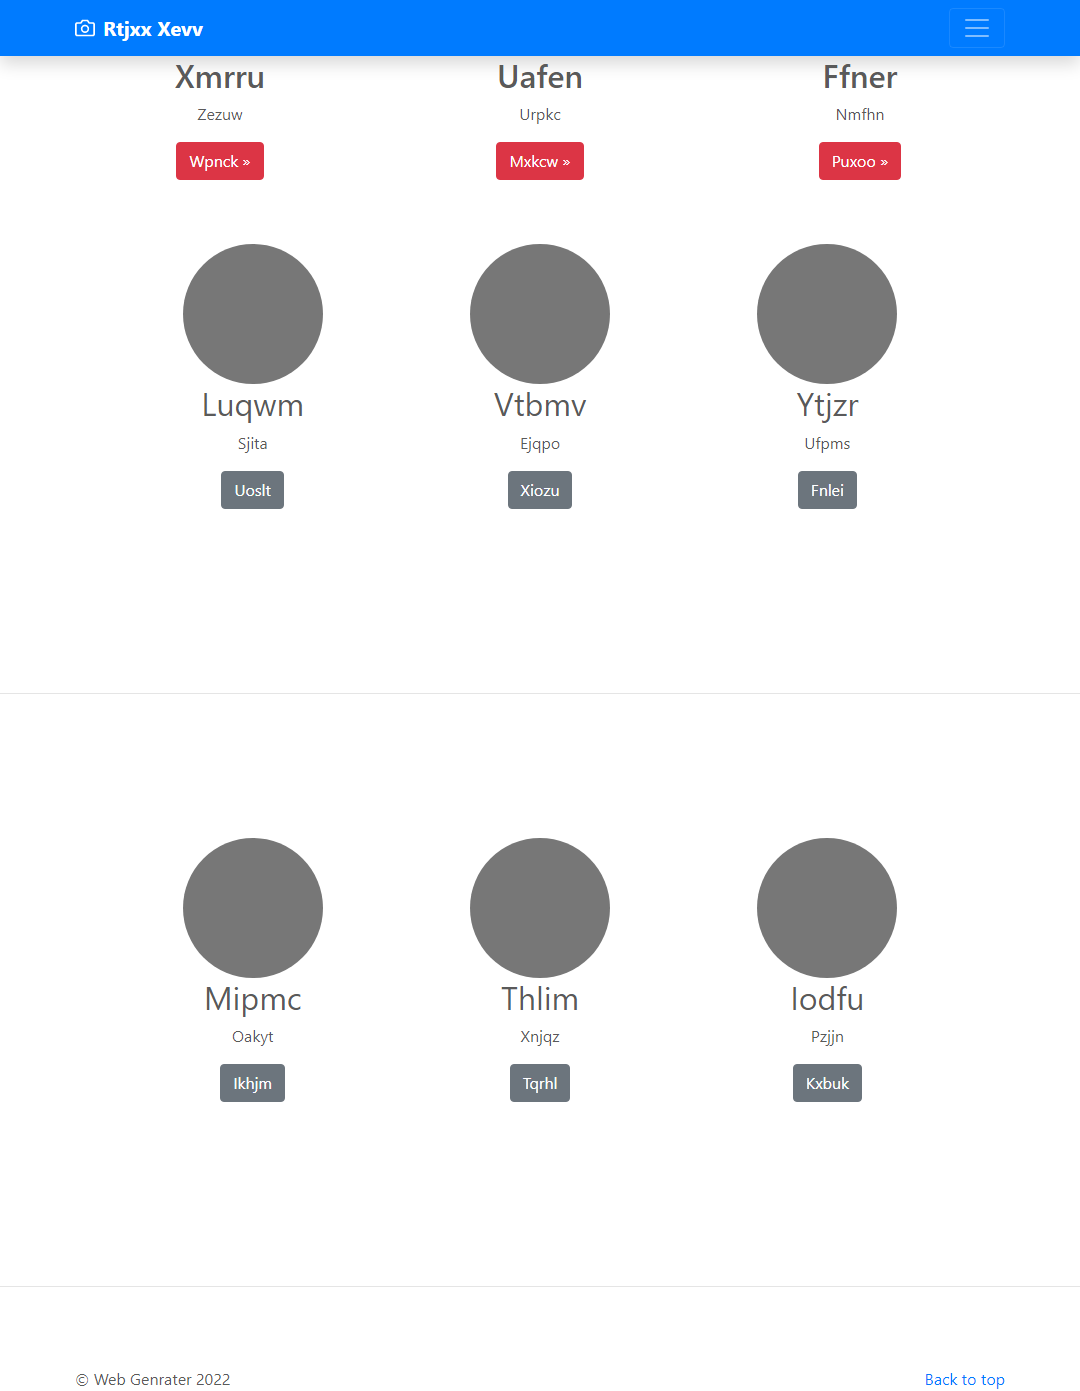 Rtjxx Xevv
Xmrru Uafen Ffner
Zezuw Urpkc Nmfhn
Wpnck » Mxkcw » Puxoo »
Luqwm Vtbmv Ytjzr
Sjita Ejqpo Ufpms
Uoslt Xiozu Fnlei
Mipmc Thlim Iodfu
Oakyt Xnjqz Pzjjn
Ikhjm Tqrhl Kxbuk
© Web Genrater 2022 Back to top